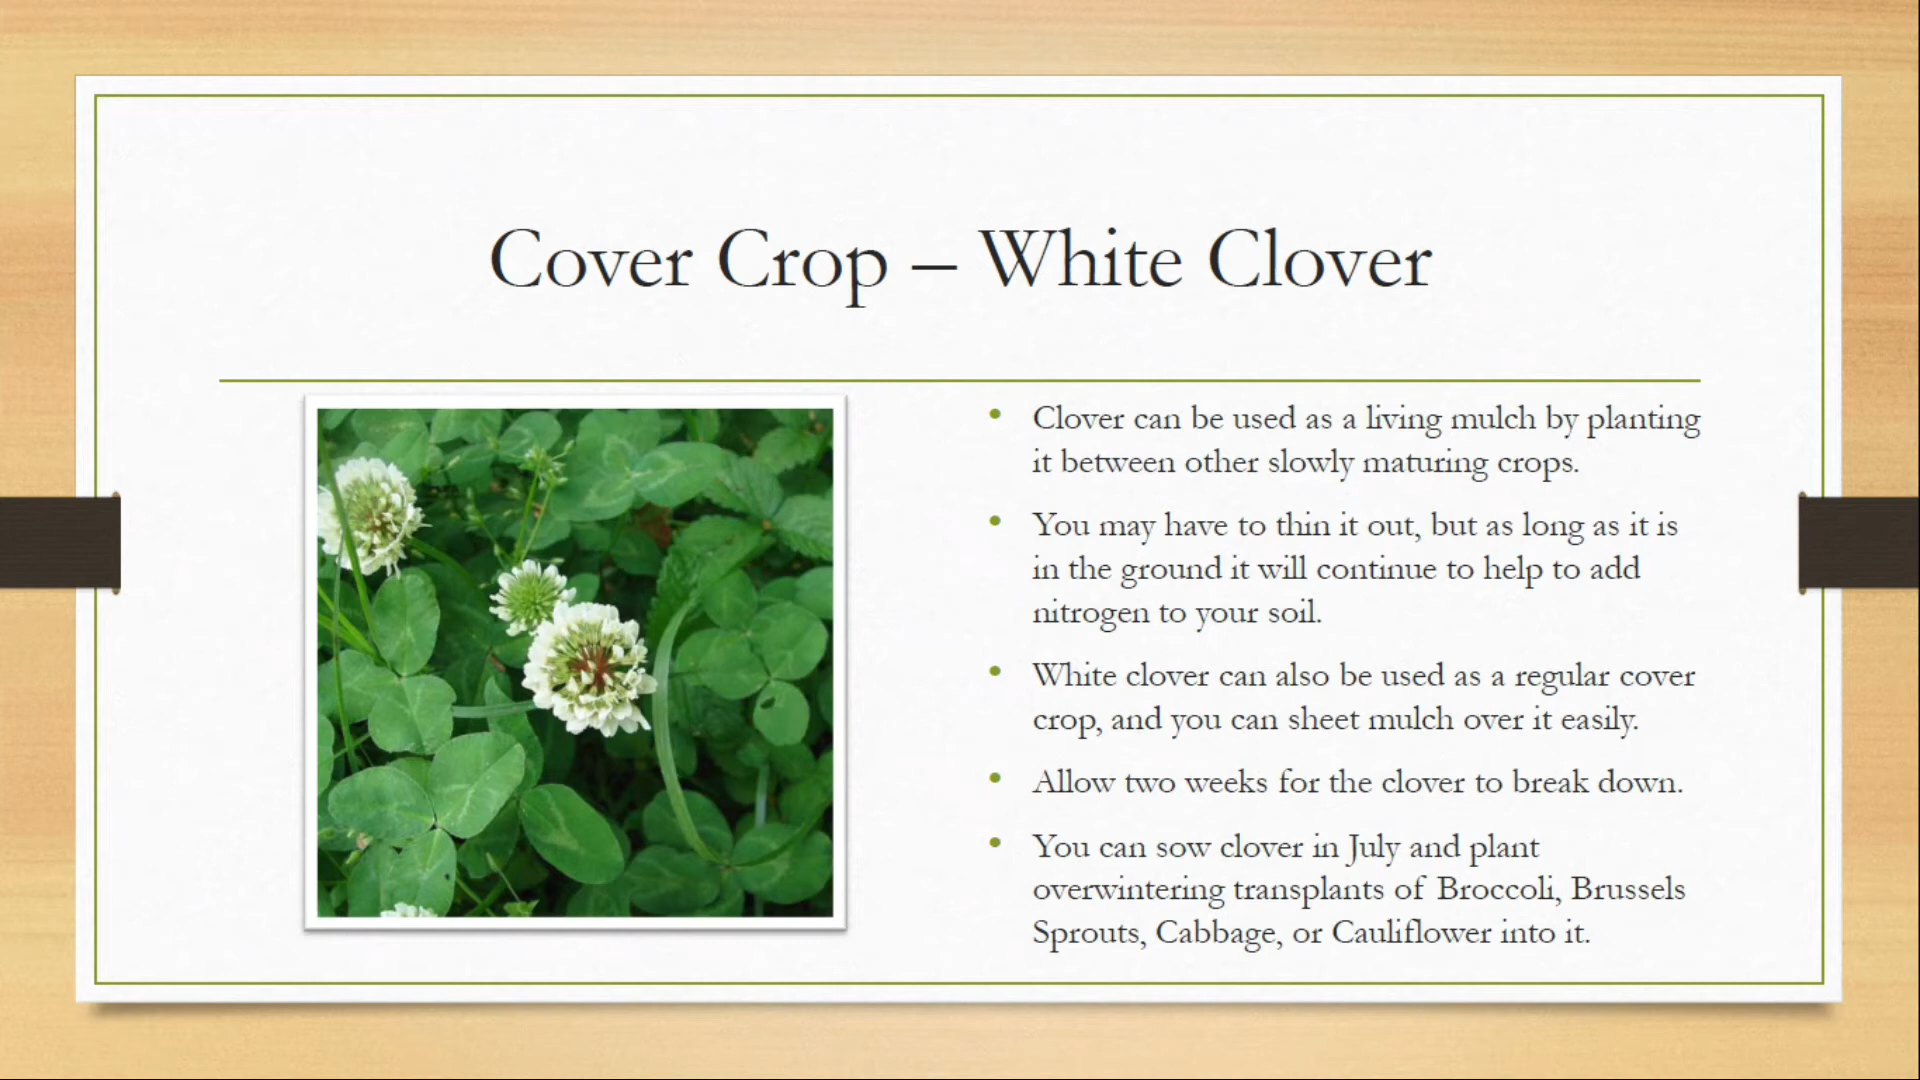 Cover Crop – White Clover
• Clover can be used as a living mulch by planting
it between other slowly maturing crops.
• You may have to thin it out, but as long as it is
in the ground it will continue to help to add
nitrogen to your soil.
• White clover can also be used as a regular cover
crop, and you can sheet mulch over it easily.
• Allow two weeks for the clover to break down.
• You can sow clover in July and plant
overwintering transplants of Broccoli, Brussels
Sprouts, Cabbage, or Cauliflower into it.